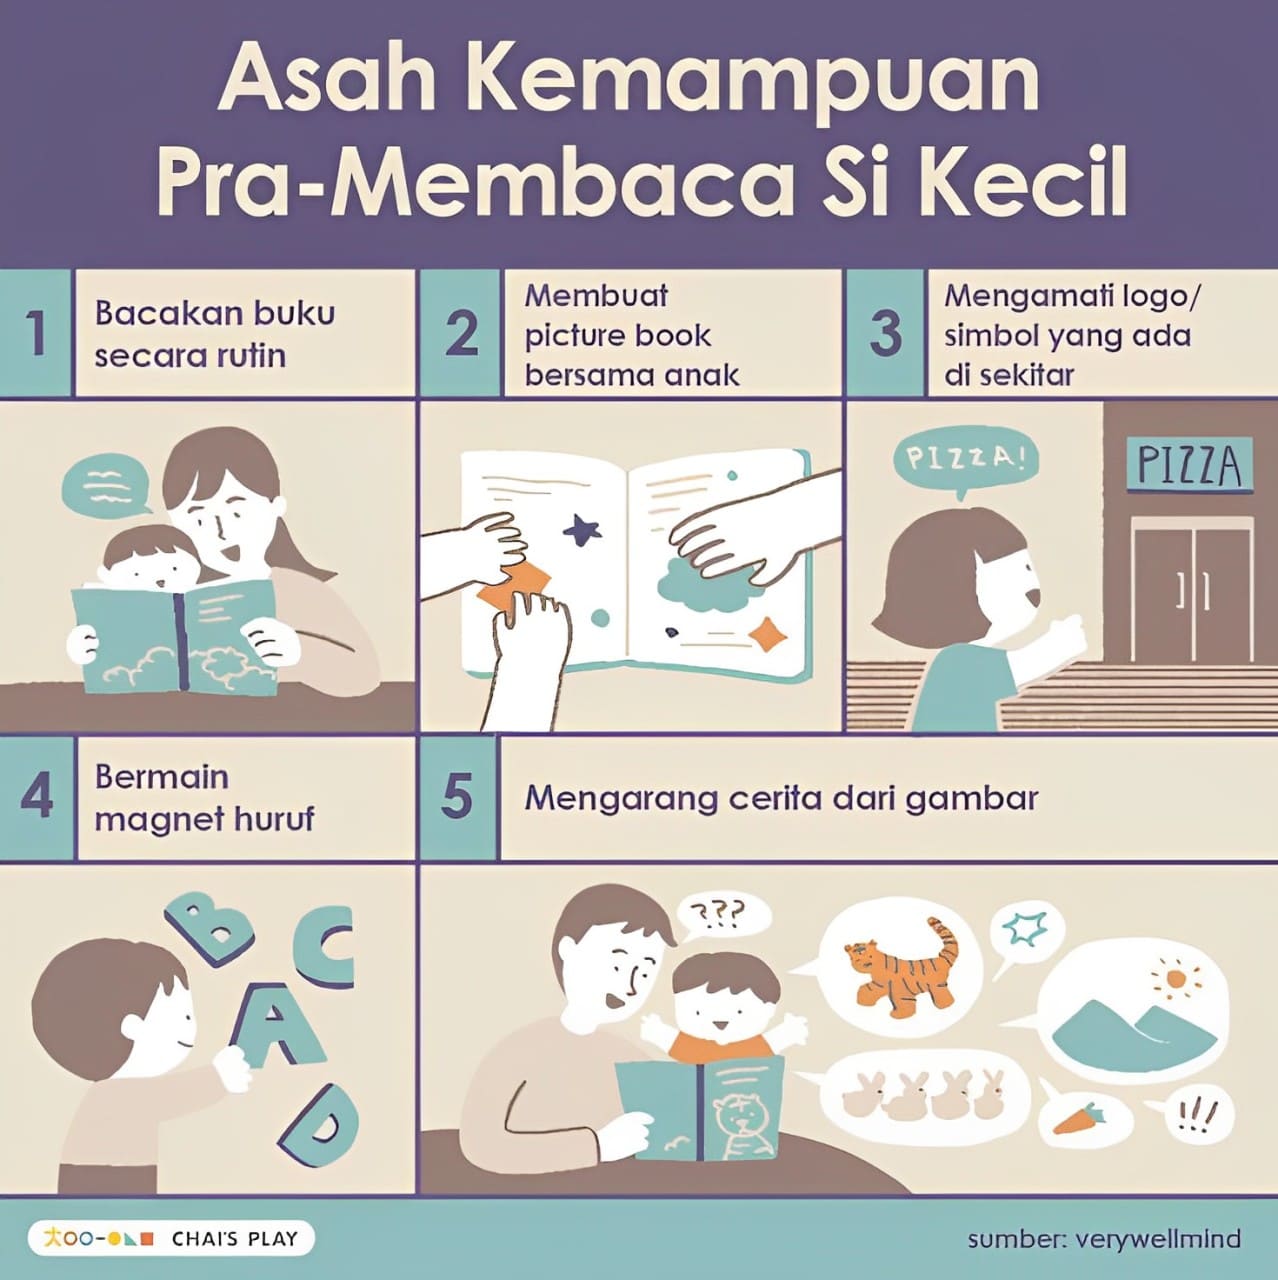 Asah Kemampuan
Pra-Membaca Si Kecil
1
Bacakan buku
secara rutin
2
Membuat
picture book
bersama anak
3
Mengamati logo/
simbol yang ada
di sekitar
PIZZA!
PIZZA
4
Bermain
magnet huruf
B
C
A
D
5
Mengarang cerita dari gambar
???
!!!
CHAI'S PLAY
sumber: verywellmind